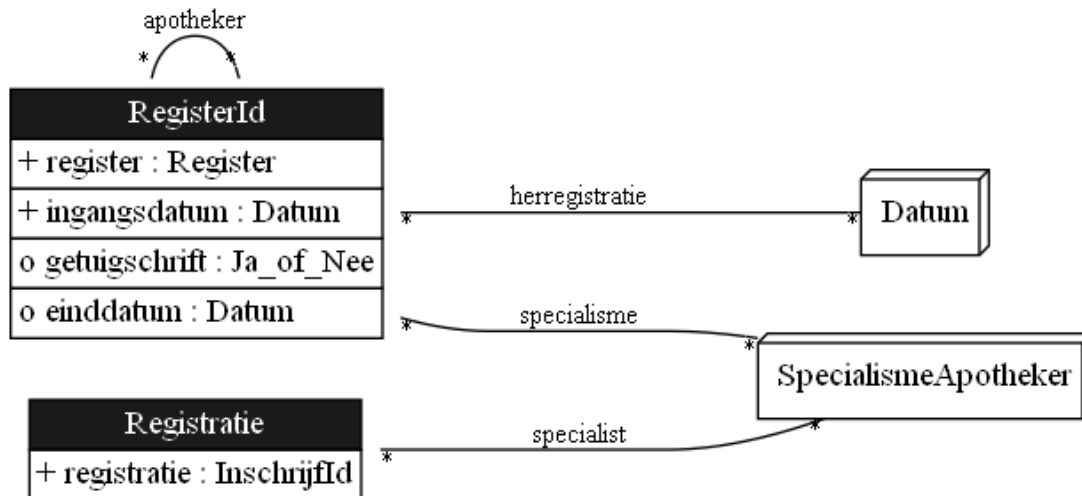 apotheker
* *
RegisterId
+ register : Register
+ ingangsdatum : Datum
o getuigschrift : Ja_of_Nee
o einddatum : Datum
* herregistratie *
Datum
* specialisme *
SpecialismeApotheker
Registratie
+ registratie : InschrijfId
* specialist *